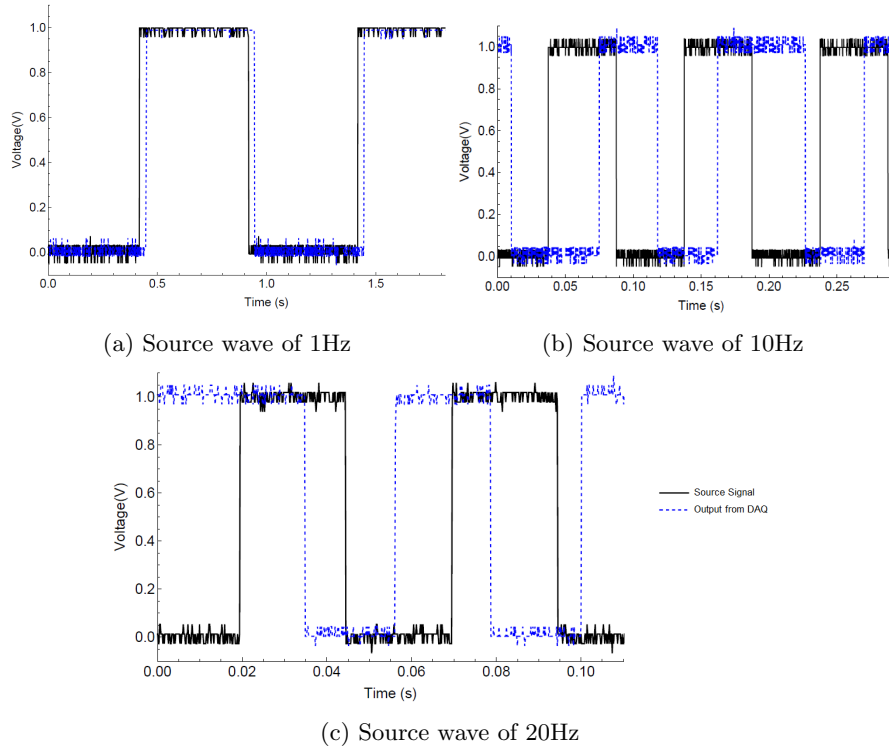 1.0
0.8
0.6
0.4
0.2
0.0
Voltage(V)
0.0 0.5 1.0 1.5
Time (s)
(a) Source wave of 1Hz
1.0
0.8
0.6
0.4
0.2
0.0
Voltage(V)
0.00 0.05 0.10 0.15 0.20 0.25
Time (s)
(b) Source wave of 10Hz
1.0
0.8
0.6
0.4
0.2
0.0
Voltage(V)
0.00 0.02 0.04 0.06 0.08 0.10
Time (s)
Source Signal
Output from DAQ
(c) Source wave of 20Hz